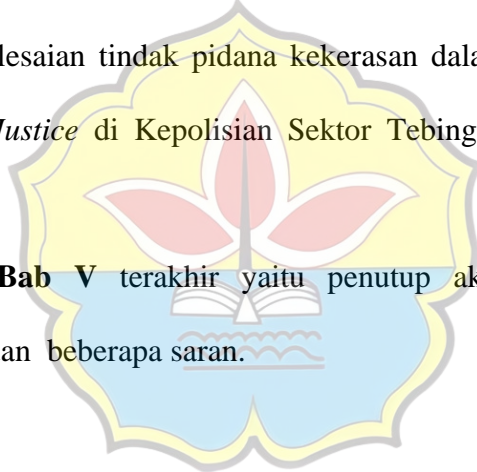 lesaian tindak pidana kekerasan dala
Justice di Kepolisian Sektor Tebing
Bab V terakhir yaitu penutup ak
an beberapa saran.